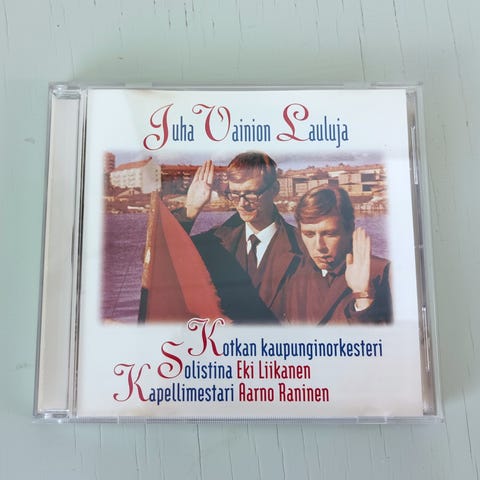 Juha Vainion Lauluja
Kotkan kaupunginorkesteri
Solistina Eki Liikanen
Kapellimestari Aarno Raninen